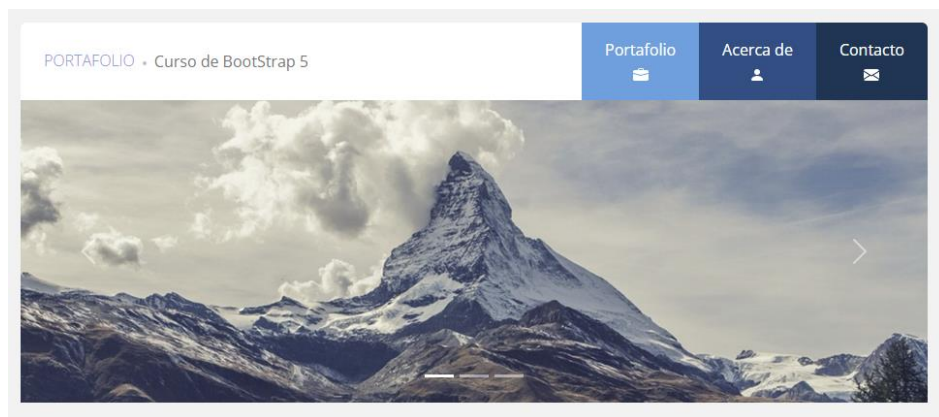 PORTAFOLIO • Curso de BootStrap 5
Portafolio
Acerca de
Contacto